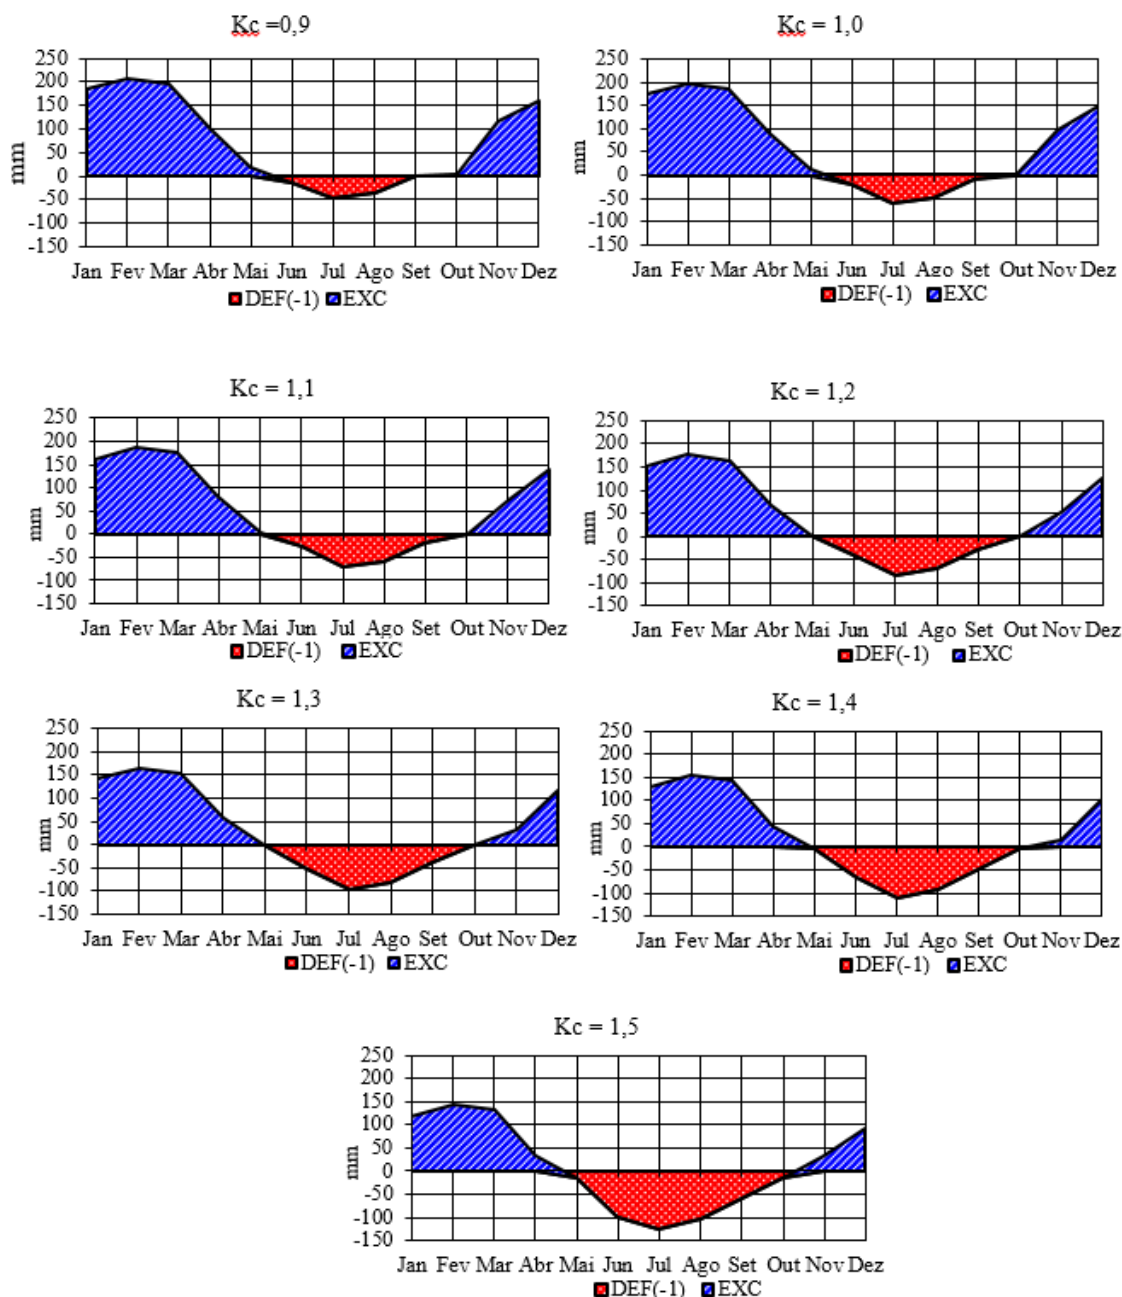 Kc =0,9
250
200
150
100
50
0
-50
-100
-150
mm
Jan Fev Mar Abr Mai Jun Jul Ago Set Out Nov Dez
DEF(-1) EXC
Kc = 1,0
250
200
150
100
50
0
-50
-100
-150
mm
Jan Fev Mar Abr Mai Jun Jul Ago Set Out Nov Dez
DEF(-1) EXC
Kc = 1,1
250
200
150
100
50
0
-50
-100
-150
mm
Jan Fev Mar Abr Mai Jun Jul Ago Set Out Nov Dez
DEF(-1) EXC
Kc = 1,2
250
200
150
100
50
0
-50
-100
-150
mm
Jan Fev Mar Abr Mai Jun Jul Ago Set Out Nov Dez
DEF(-1) EXC
Kc = 1,3
250
200
150
100
50
0
-50
-100
-150
mm
Jan Fev Mar Abr Mai Jun Jul Ago Set Out Nov Dez
DEF(-1) EXC
Kc = 1,4
250
200
150
100
50
0
-50
-100
-150
mm
Jan Fev Mar Abr Mai Jun Jul Ago Set Out Nov Dez
DEF(-1) EXC
Kc = 1,5
250
200
150
100
50
0
-50
-100
-150
mm
Jan Fev Mar Abr Mai Jun Jul Ago Set Out Nov Dez
DEF(-1) EXC